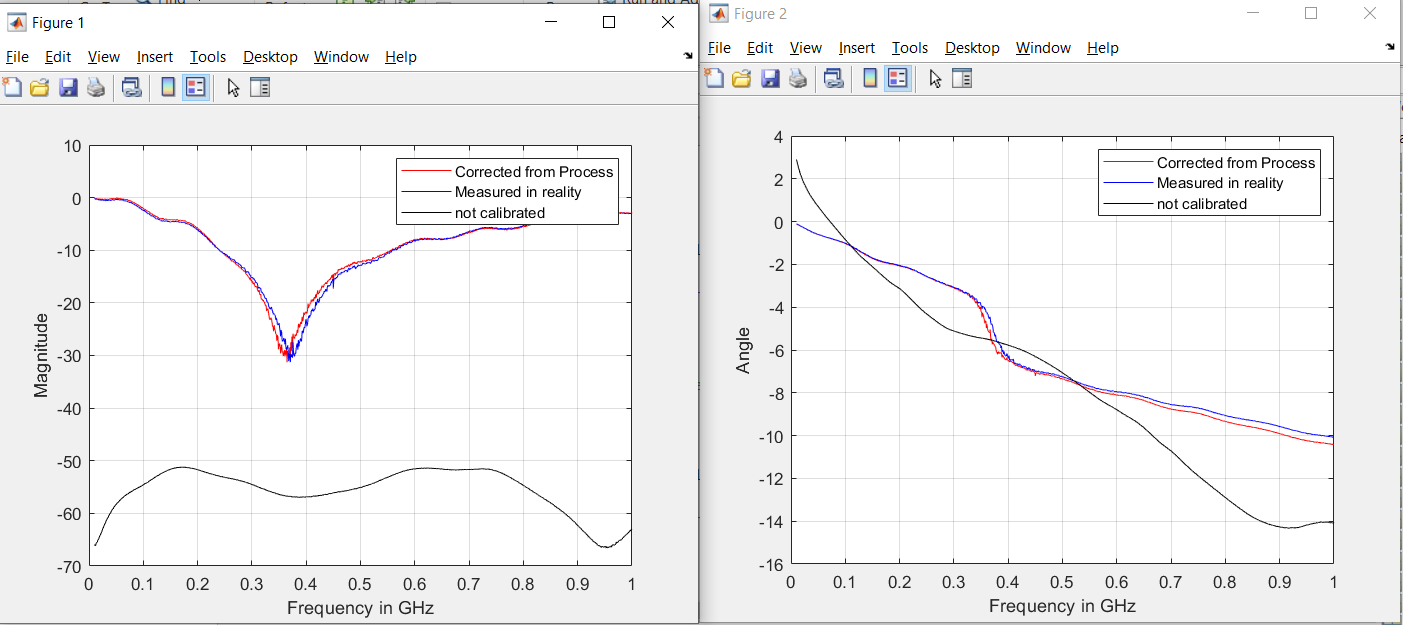 Figure 1
File Edit View Insert Tools Desktop Window Help
10
0
-10
-20
-30
-40
-50
-60
-70
Magnitude
Corrected from Process
Measured in reality
not calibrated
0 0.1 0.2 0.3 0.4 0.5 0.6 0.7 0.8 0.9 1
Frequency in GHz
Figure 2
File Edit View Insert Tools Desktop Window Help
4
2
0
-2
-4
-6
-8
-10
-12
-14
-16
Angle
Corrected from Process
Measured in reality
not calibrated
0 0.1 0.2 0.3 0.4 0.5 0.6 0.7 0.8 0.9 1
Frequency in GHz